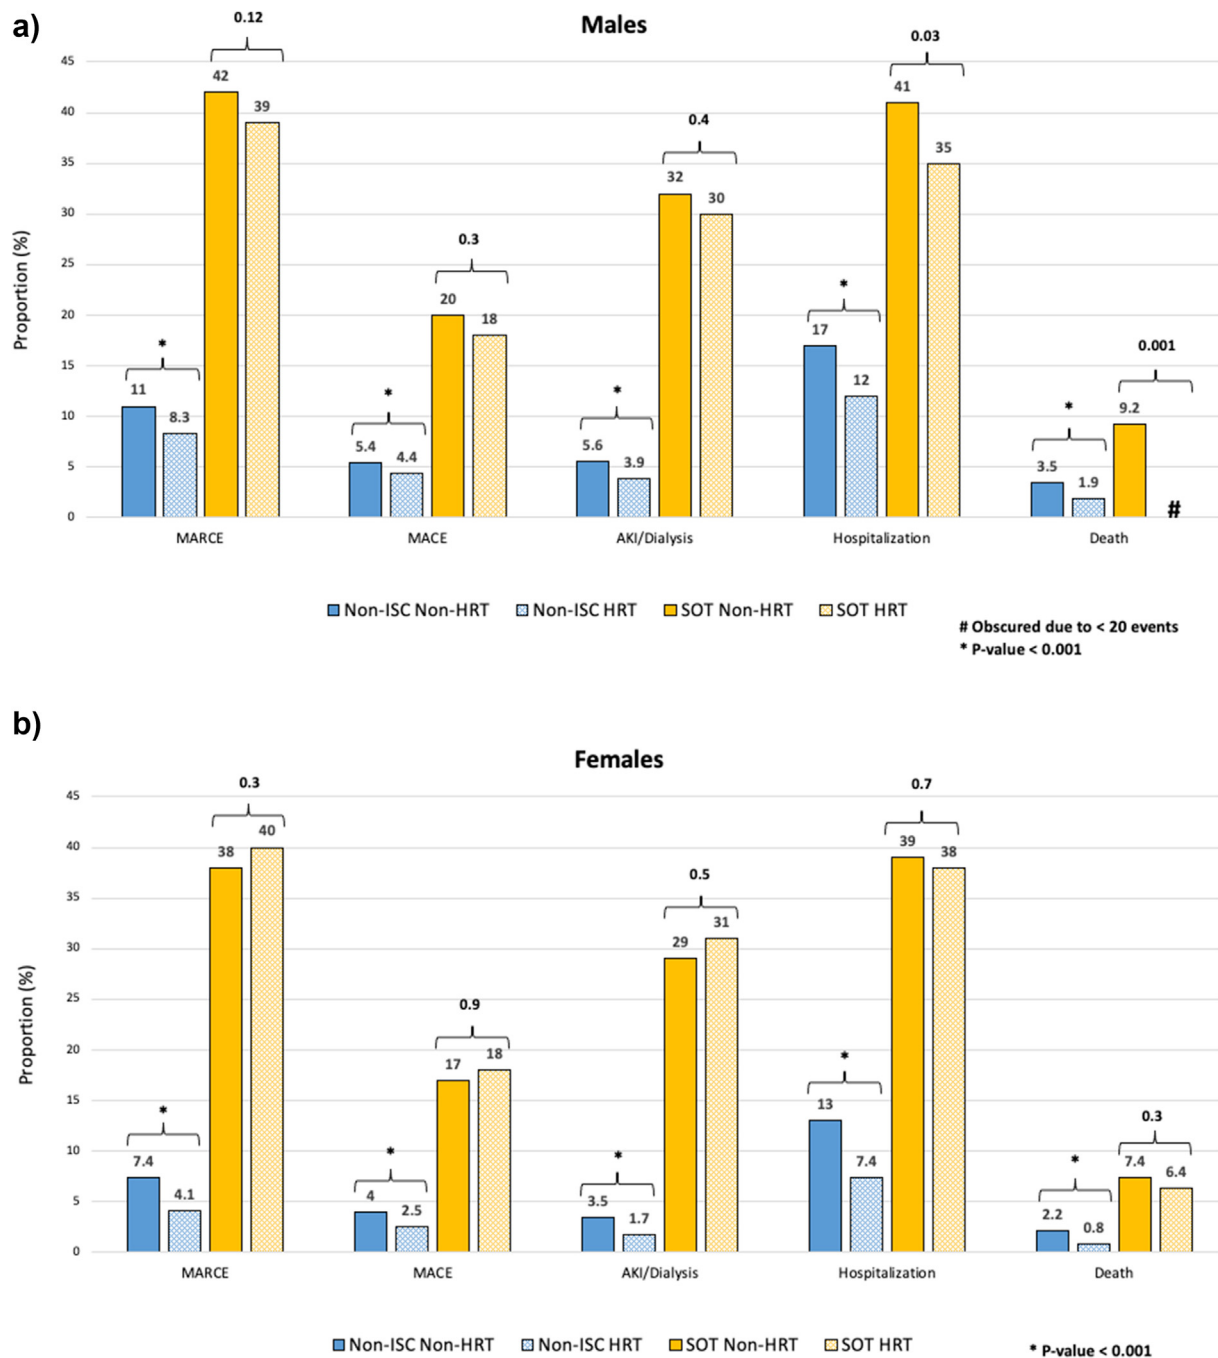 a)
Males
0.12
0.03
0.4
0.3
0.001
*
*
*
*
*
Proportion (%)
45
40
35
30
25
20
15
10
5
0
11
8.3
42
39
5.4
4.4
20
18
5.6
3.9
32
30
17
12
41
35
3.5
1.9
9.2
#
MARCE
MACE
AKI/Dialysis
Hospitalization
Death
Non-ISC Non-HRT
Non-ISC HRT
SOT Non-HRT
SOT HRT
# Obscured due to < 20 events
* P-value < 0.001
b)
Females
0.3
0.7
0.5
0.9
0.3
*
*
*
*
*
Proportion (%)
45
40
35
30
25
20
15
10
5
0
7.4
4.1
38
40
4
2.5
17
18
3.5
1.7
29
31
13
7.4
39
38
2.2
0.8
7.4
6.4
MARCE
MACE
AKI/Dialysis
Hospitalization
Death
Non-ISC Non-HRT
Non-ISC HRT
SOT Non-HRT
SOT HRT
* P-value < 0.001